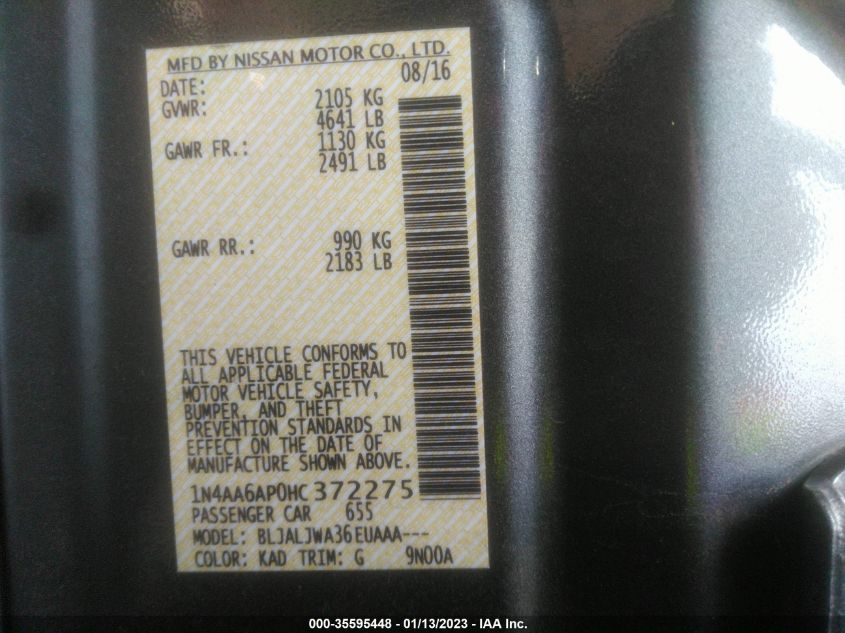 MFD BY NISSAN MOTOR CO., LTD.
DATE: 08/16
GVWR: 2105 KG
4641 LB
GAWR FR.: 1130 KG
2491 LB
GAWR RR.: 990 KG
2183 LB
THIS VEHICLE CONFORMS TO
ALL APPLICABLE FEDERAL
MOTOR VEHICLE SAFETY,
BUMPER, AND THEFT
PREVENTION STANDARDS IN
EFFECT ON THE DATE OF
MANUFACTURE SHOWN ABOVE.
1N4AA6AP0HC372275
PASSENGER CAR 655
MODEL: BLJALJWA36EUAAA---
COLOR: KAD TRIM: G 9N00A
000-35595448 - 01/13/2023 - IAA Inc.